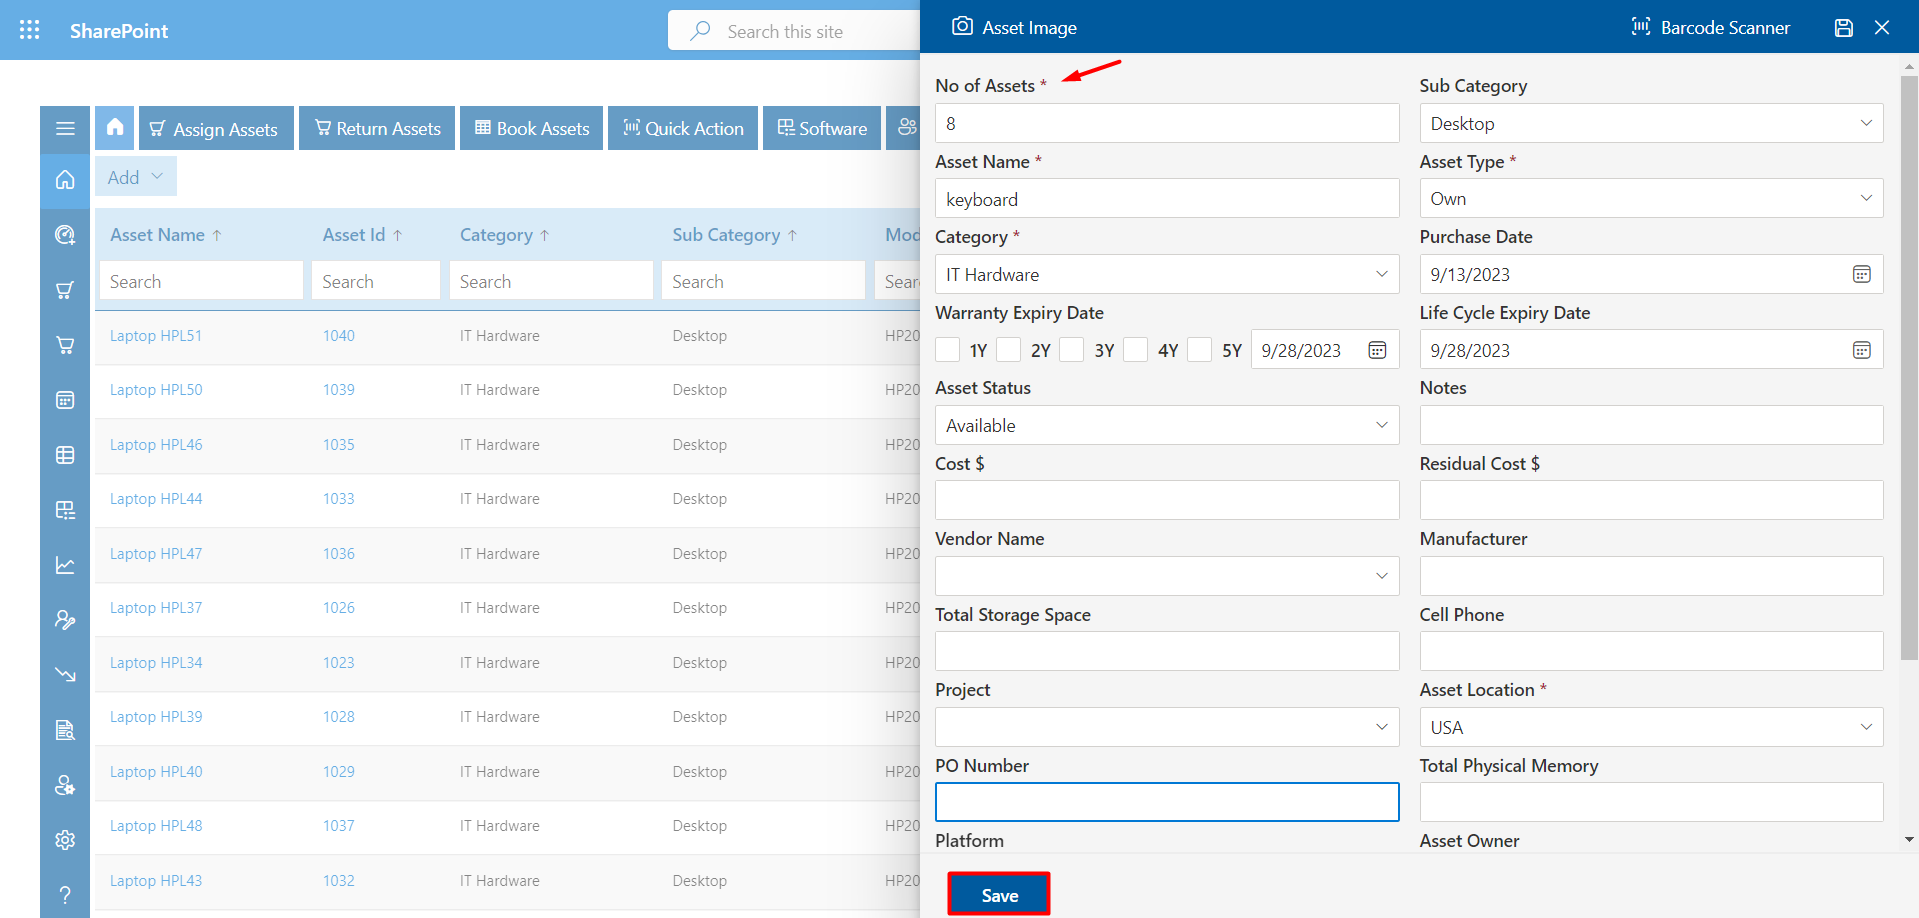 SharePoint
Search this site
Asset Image
Barcode Scanner
Assign Assets
Return Assets
Book Assets
Quick Action
Software
Add
Asset Name ↑ Asset Id ↑ Category ↑ Sub Category ↑ Mod
Search Search Search Search Sear
Laptop HPL51 1040 IT Hardware Desktop HP20
Laptop HPL50 1039 IT Hardware Desktop HP20
Laptop HPL46 1035 IT Hardware Desktop HP20
Laptop HPL44 1033 IT Hardware Desktop HP20
Laptop HPL47 1036 IT Hardware Desktop HP20
Laptop HPL37 1026 IT Hardware Desktop HP20
Laptop HPL34 1023 IT Hardware Desktop HP20
Laptop HPL39 1028 IT Hardware Desktop HP20
Laptop HPL40 1029 IT Hardware Desktop HP20
Laptop HPL48 1037 IT Hardware Desktop HP20
Laptop HPL43 1032 IT Hardware Desktop HP20
No of Assets * Sub Category
8 Desktop
Asset Name * Asset Type *
keyboard Own
Category * Purchase Date
IT Hardware 9/13/2023
Warranty Expiry Date Life Cycle Expiry Date
1Y 2Y 3Y 4Y 5Y 9/28/2023 9/28/2023
Asset Status Notes
Available
Cost $ Residual Cost $
Vendor Name Manufacturer
Total Storage Space Cell Phone
Project Asset Location *
USA
PO Number Total Physical Memory
Platform Asset Owner
Save